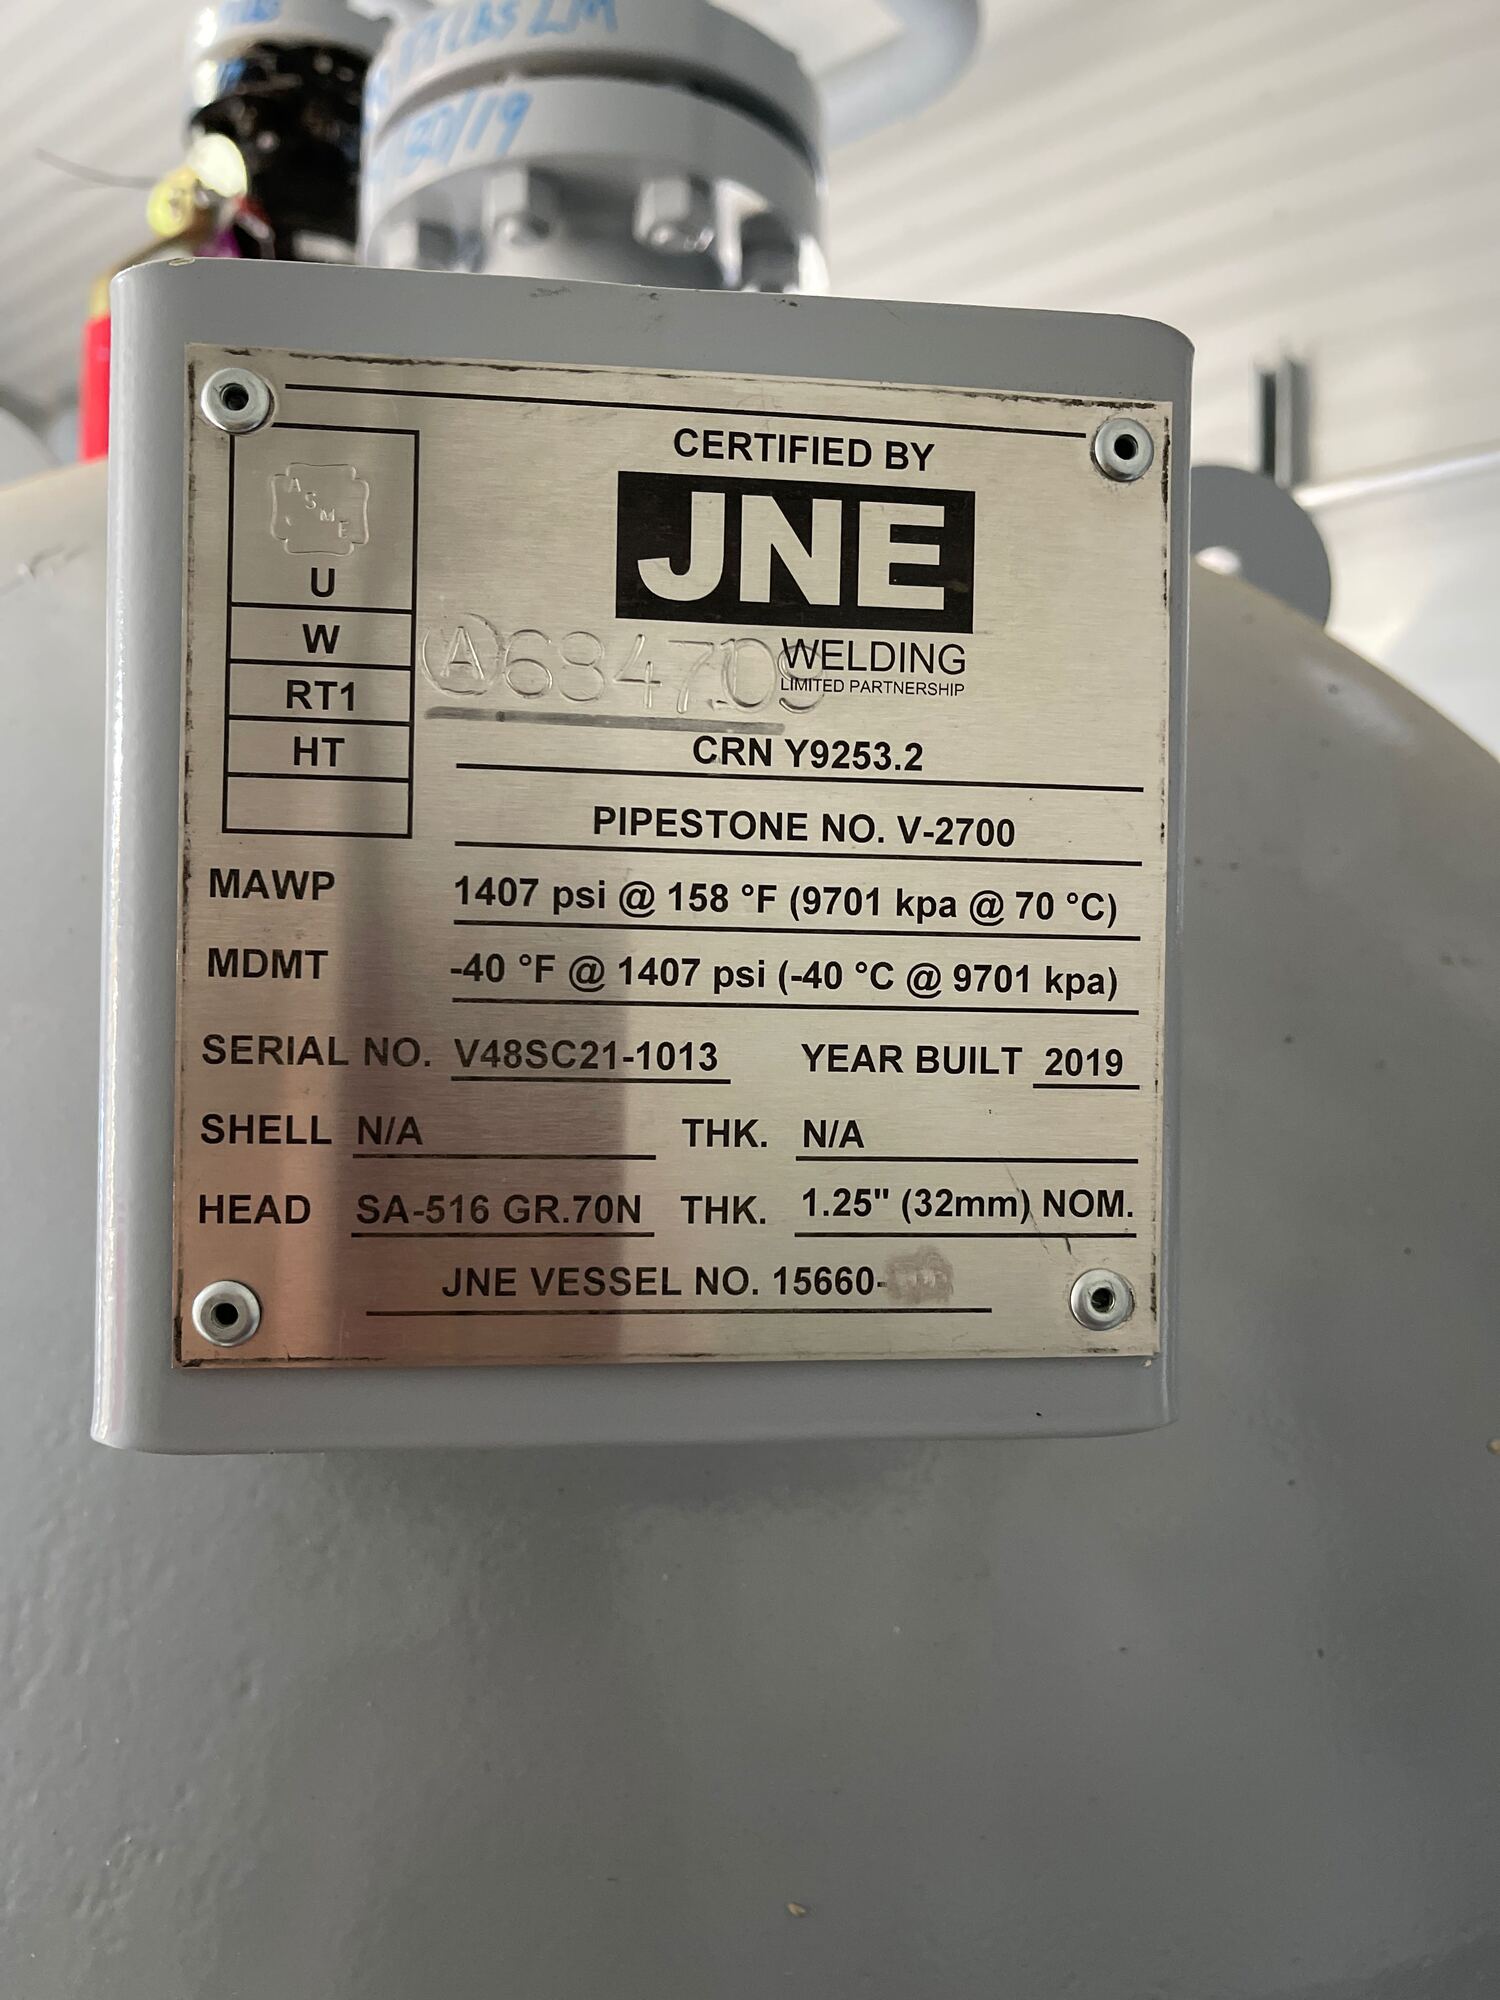 CERTIFIED BY
JNE
WELDING
LIMITED PARTNERSHIP
ASME
U
W
RT1
HT
CRN Y9253.2
PIPESTONE NO. V-2700
MAWP 1407 psi @ 158 °F (9701 kpa @ 70 °C)
MDMT -40 °F @ 1407 psi (-40 °C @ 9701 kpa)
SERIAL NO. V48SC21-1013 YEAR BUILT 2019
SHELL N/A THK. N/A
HEAD SA-516 GR.70N THK. 1.25" (32mm) NOM.
JNE VESSEL NO. 15660-